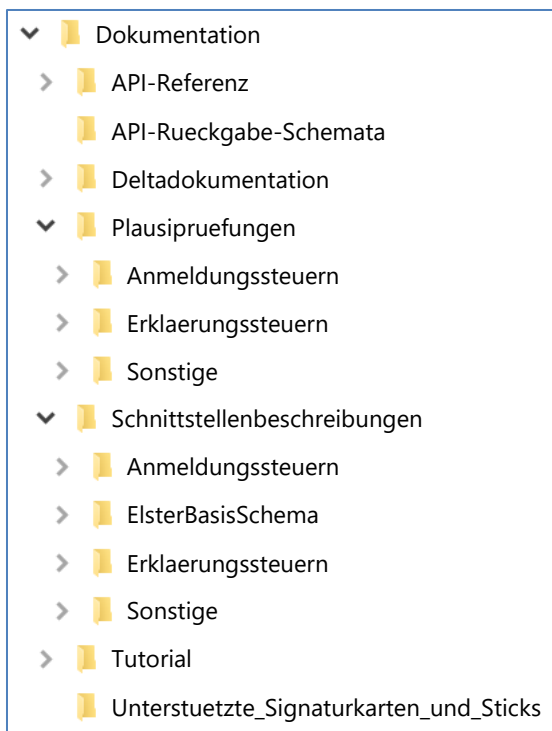 Dokumentation
API-Referenz
API-Rueckgabe-Schemata
Deltadokumentation
Plausipruefungen
Anmeldungssteuern
Erklaerungssteuern
Sonstige
Schnittstellenbeschreibungen
Anmeldungssteuern
ElsterBasisSchema
Erklaerungssteuern
Sonstige
Tutorial
Unterstuetzte_Signaturkarten_und_Sticks